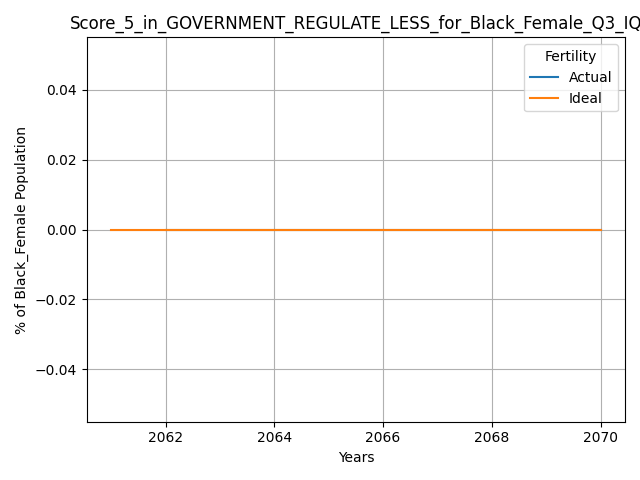 Score_5_in_GOVERNMENT_REGULATE_LESS_for_Black_Female_Q3_IQ
Fertility
Actual
Ideal
0.04
0.02
0.00
−0.02
−0.04
% of Black_Female Population
2062 2064 2066 2068 2070
Years